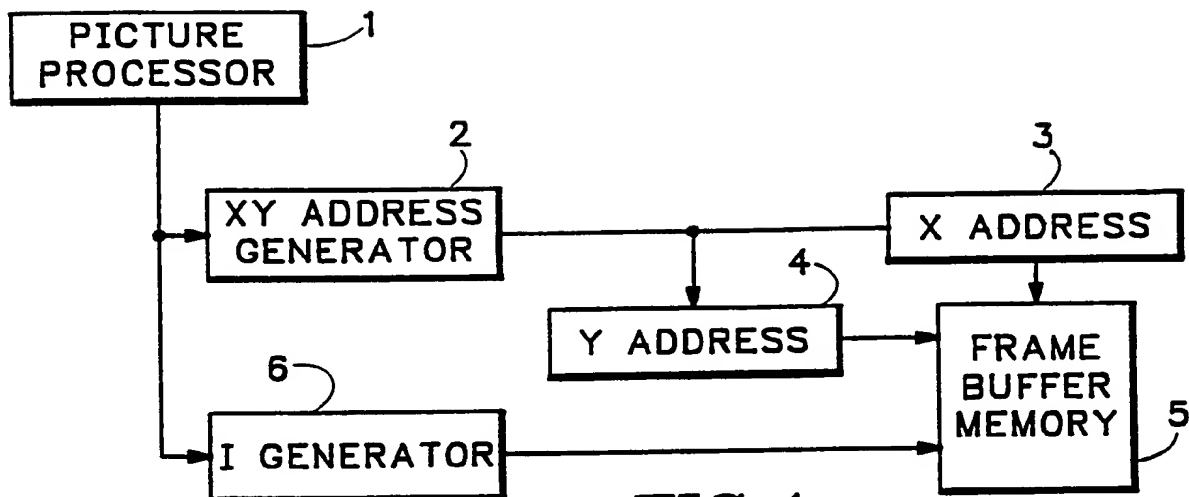 PICTURE
PROCESSOR
1
2
XY ADDRESS
GENERATOR
3
X ADDRESS
4
Y ADDRESS
FRAME
BUFFER
MEMORY
5
6
I GENERATOR